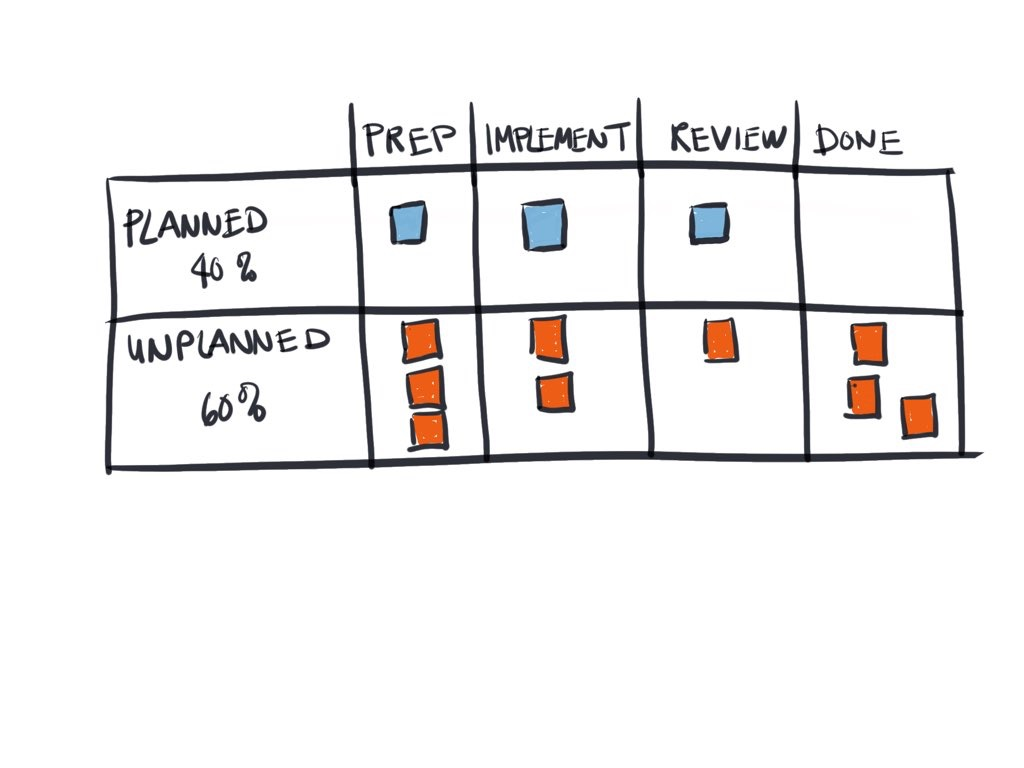 PREP IMPLEMENT REVIEW DONE
PLANNED
40%
UNPLANNED
60%